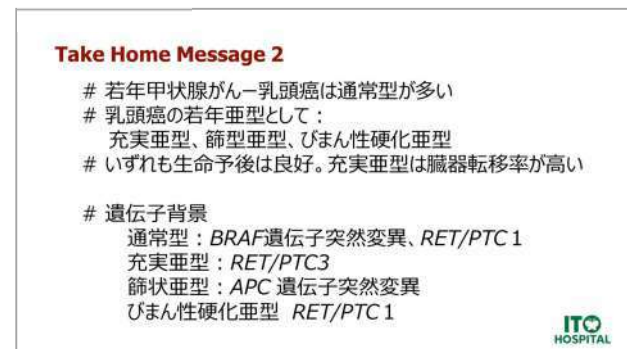 Take Home Message 2
# 若年甲状腺がんー乳頭癌は通常型が多い
# 乳頭癌の若年亜型として：
充実亜型、篩型亜型、びまん性硬化亜型
# いずれも生命予後は良好。充実亜型は臓器転移率が高い
# 遺伝子背景
通常型：BRAF遺伝子突然変異、RET/PTC 1
充実亜型：RET/PTC3
篩状亜型：APC 遺伝子突然変異
びまん性硬化亜型 RET/PTC 1
ITO
HOSPITAL